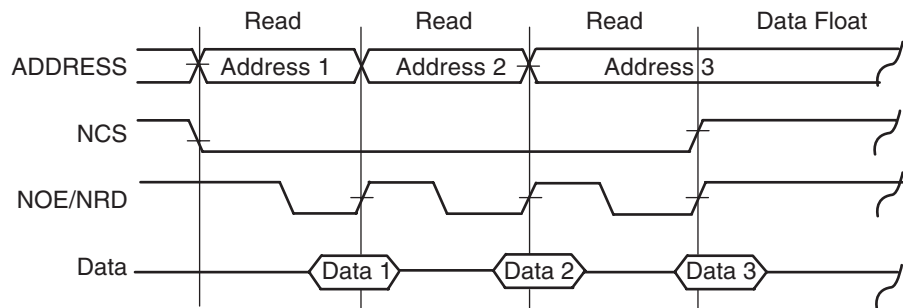 Read Read Read Data Float
ADDRESS Address 1 Address 2 Address 3
NCS
NOE/NRD
Data Data 1 Data 2 Data 3